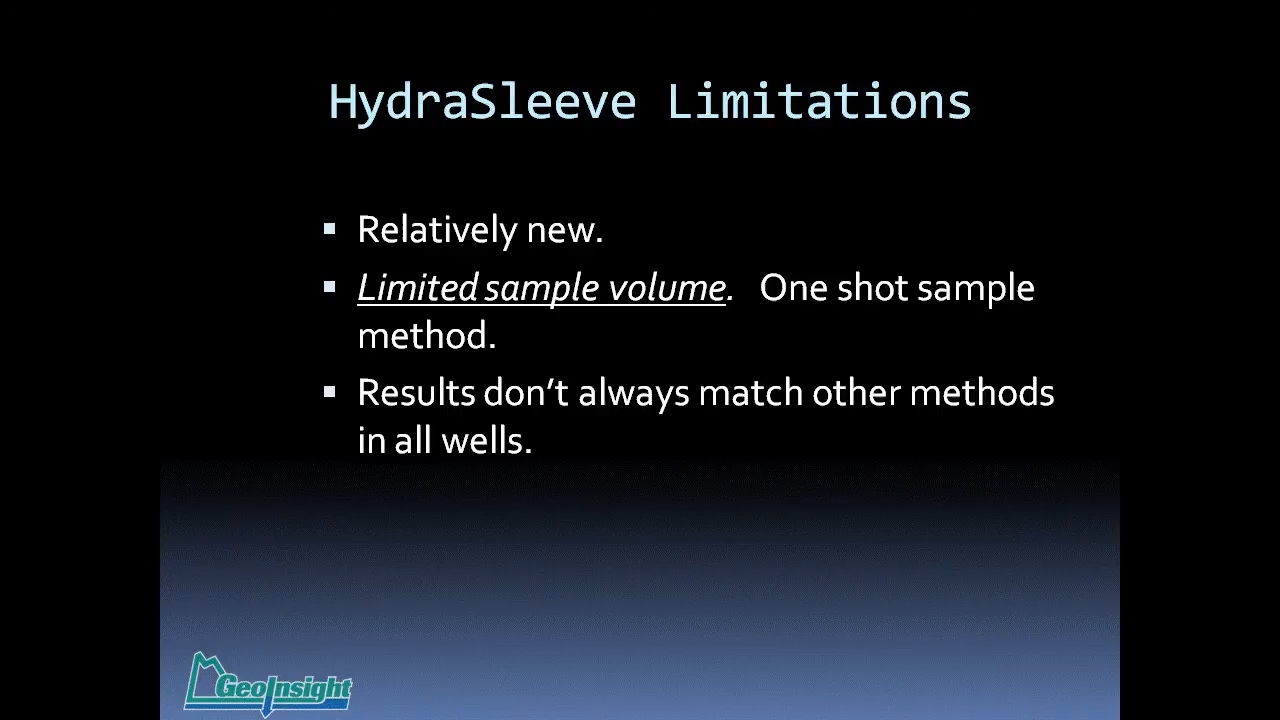 HydraSleeve Limitations
▪ Relatively new.
▪ Limited sample volume. One shot sample
method.
▪ Results don’t always match other methods
in all wells.
GeoInsight